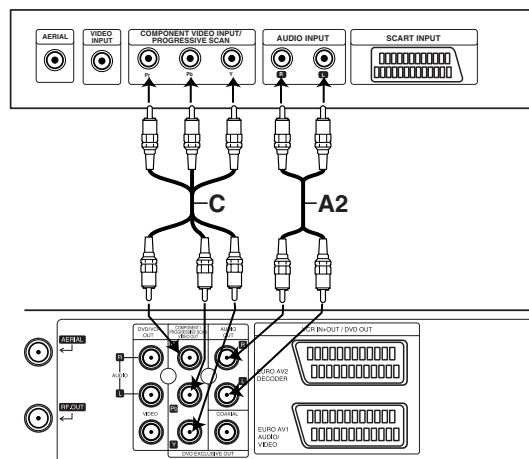 AERIAL
VIDEO
INPUT
COMPONENT VIDEO INPUT/
PROGRESSIVE SCAN
AUDIO INPUT
SCART INPUT
Pr
Pb
Y
R
L
C
A2
AERIAL
RF.OUT
DVD/VCR
OUT
COMPONENT/
PROGRESSIVE SCAN
VIDEO OUT
AUDIO
OUT
VCR IN+OUT / DVD OUT
R
AUDIO
L
VIDEO
Pb
Y
R
L
COAXIAL
DVD EXCLUSIVE OUT
EURO AV2
DECODER
EURO AV1
AUDIO/
VIDEO